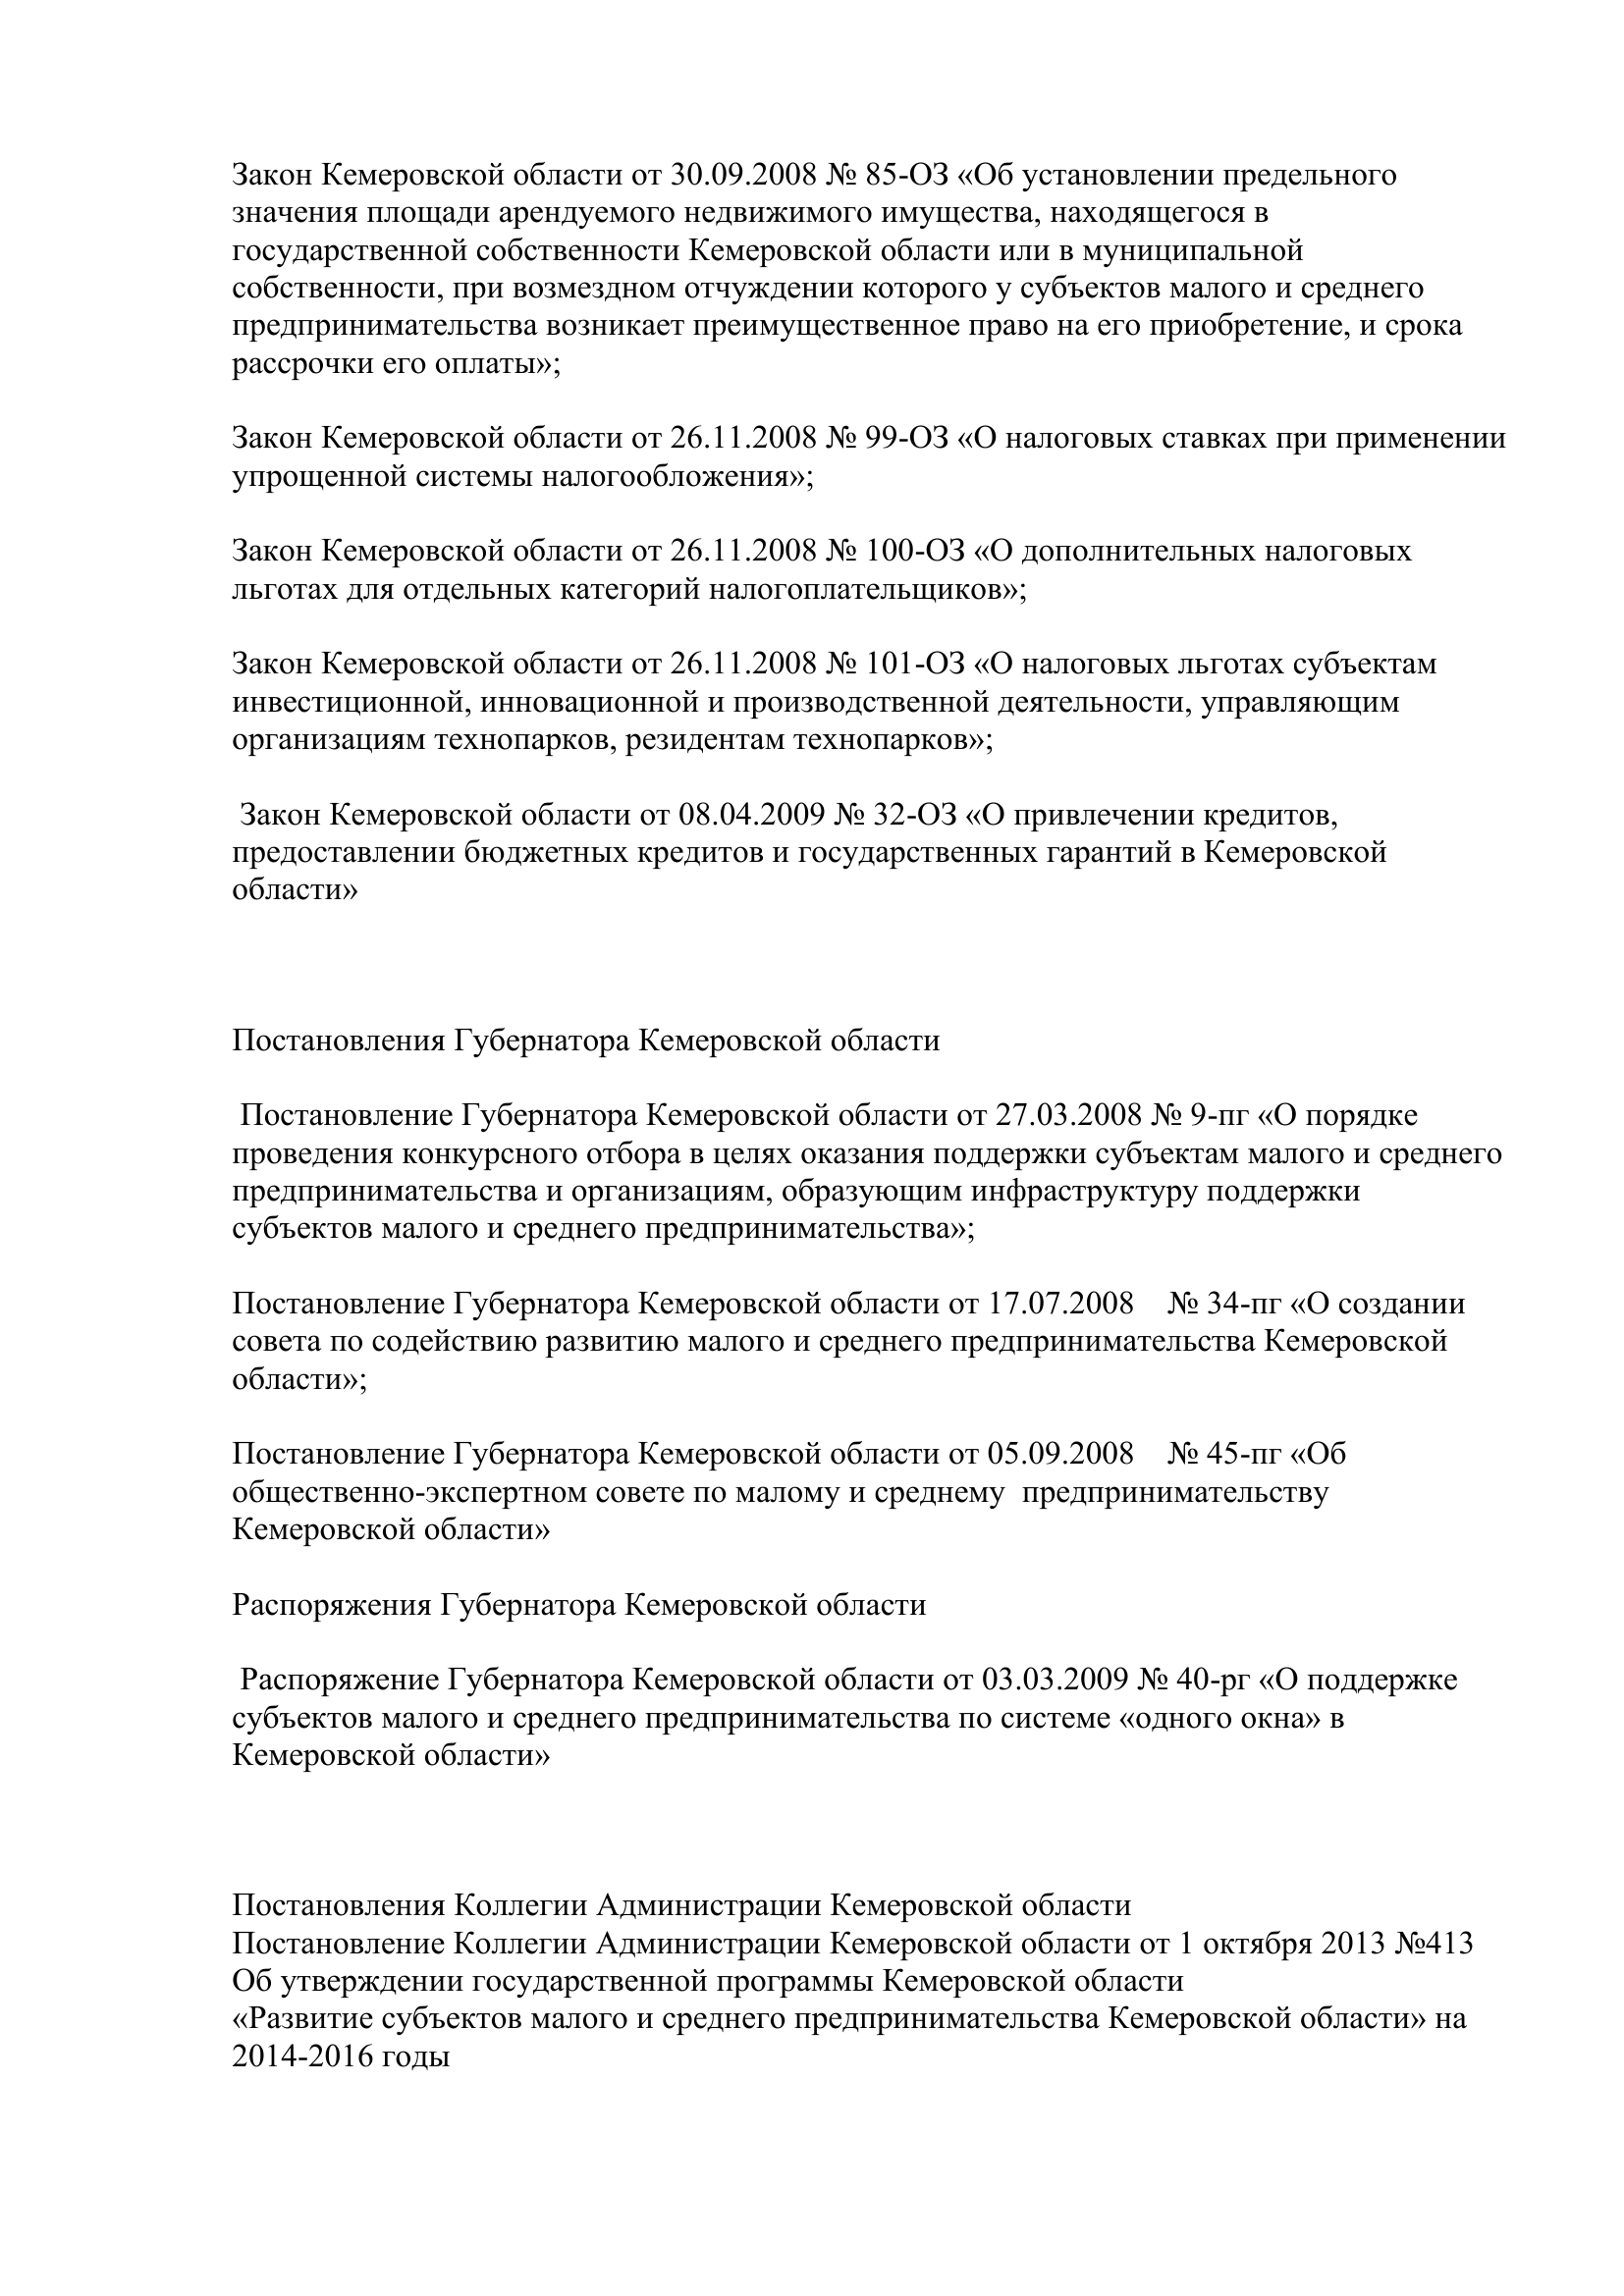 Закон Кемеровской области от 30.09.2008 № 85-ОЗ «Об установлении предельного
значения площади арендуемого недвижимого имущества, находящегося в
государственной собственности Кемеровской области или в муниципальной
собственности, при возмездном отчуждении которого у субъектов малого и среднего
предпринимательства возникает преимущественное право на его приобретение, и срока
рассрочки его оплаты»;
Закон Кемеровской области от 26.11.2008 № 99-ОЗ «О налоговых ставках при применении
упрощенной системы налогообложения»;
Закон Кемеровской области от 26.11.2008 № 100-ОЗ «О дополнительных налоговых
льготах для отдельных категорий налогоплательщиков»;
Закон Кемеровской области от 26.11.2008 № 101-ОЗ «О налоговых льготах субъектам
инвестиционной, инновационной и производственной деятельности, управляющим
организациям технопарков, резидентам технопарков»;
Закон Кемеровской области от 08.04.2009 № 32-ОЗ «О привлечении кредитов,
предоставлении бюджетных кредитов и государственных гарантий в Кемеровской
области»
Постановления Губернатора Кемеровской области
Постановление Губернатора Кемеровской области от 27.03.2008 № 9-пг «О порядке
проведения конкурсного отбора в целях оказания поддержки субъектам малого и среднего
предпринимательства и организациям, образующим инфраструктуру поддержки
субъектов малого и среднего предпринимательства»;
Постановление Губернатора Кемеровской области от 17.07.2008 № 34-пг «О создании
совета по содействию развитию малого и среднего предпринимательства Кемеровской
области»;
Постановление Губернатора Кемеровской области от 05.09.2008 № 45-пг «Об
общественно-экспертном совете по малому и среднему предпринимательству
Кемеровской области»
Распоряжения Губернатора Кемеровской области
Распоряжение Губернатора Кемеровской области от 03.03.2009 № 40-рг «О поддержке
субъектов малого и среднего предпринимательства по системе «одного окна» в
Кемеровской области»
Постановления Коллегии Администрации Кемеровской области
Постановление Коллегии Администрации Кемеровской области от 1 октября 2013 №413
Об утверждении государственной программы Кемеровской области
«Развитие субъектов малого и среднего предпринимательства Кемеровской области» на
2014-2016 годы